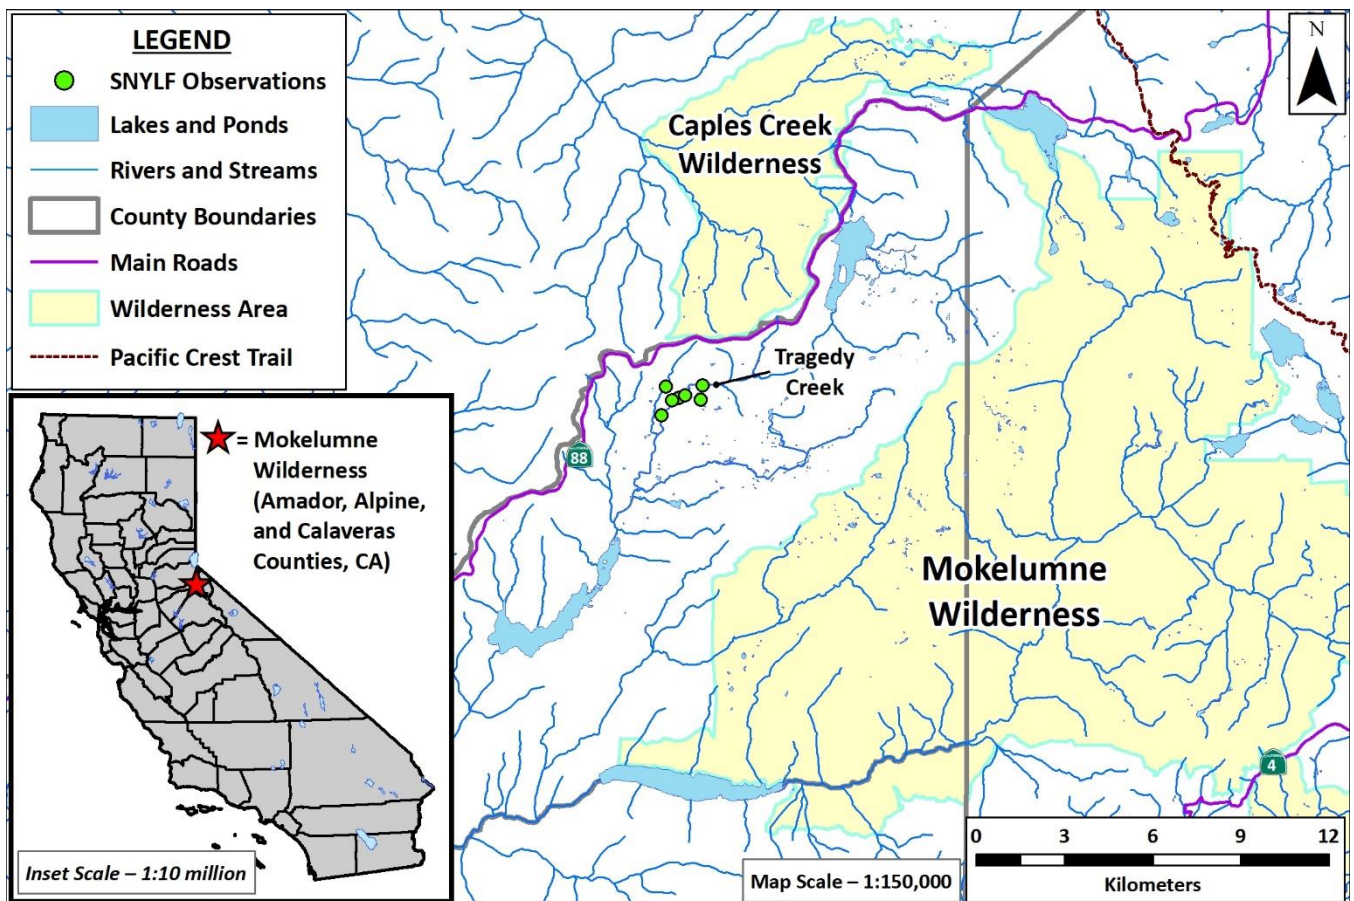 LEGEND
SNYLF Observations
Lakes and Ponds
Rivers and Streams
County Boundaries
Main Roads
Wilderness Area
Pacific Crest Trail
= Mokelumne
Wilderness
(Amador, Alpine,
and Calaveras
Counties, CA)
Inset Scale – 1:10 million
Caples Creek
Wilderness
Tragedy
Creek
88
Mokelumne
Wilderness
4
N
Map Scale – 1:150,000
0 3 6 9 12
Kilometers